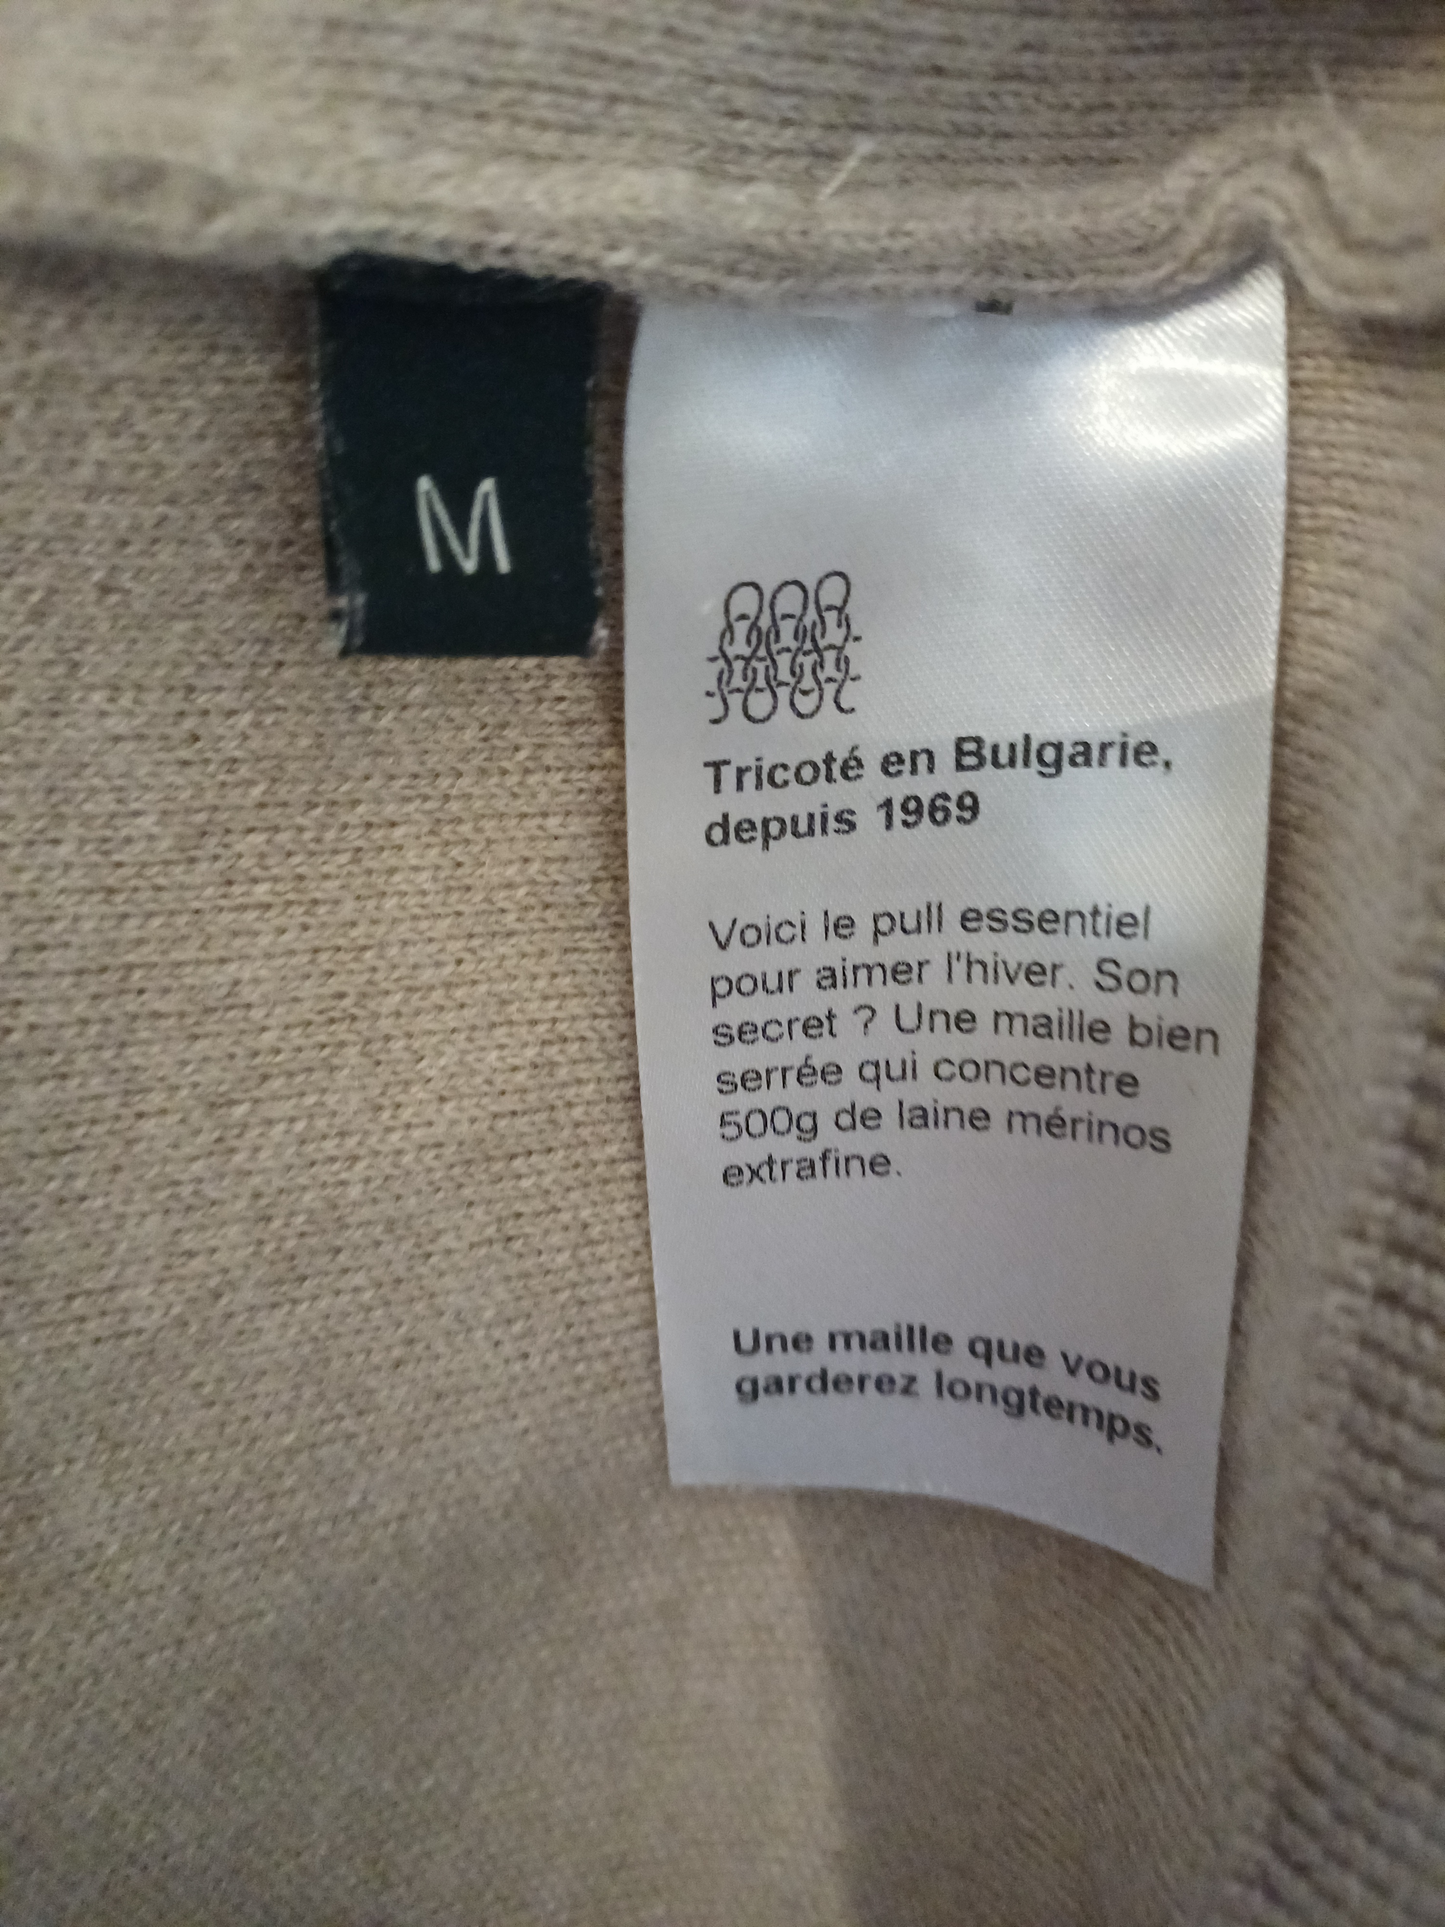 M
Tricoté en Bulgarie,
depuis 1969
Voici le pull essentiel
pour aimer l'hiver. Son
secret ? Une maille bien
serrée qui concentre
500g de laine mérinos
extrafine.
Une maille que vous
garderez longtemps.